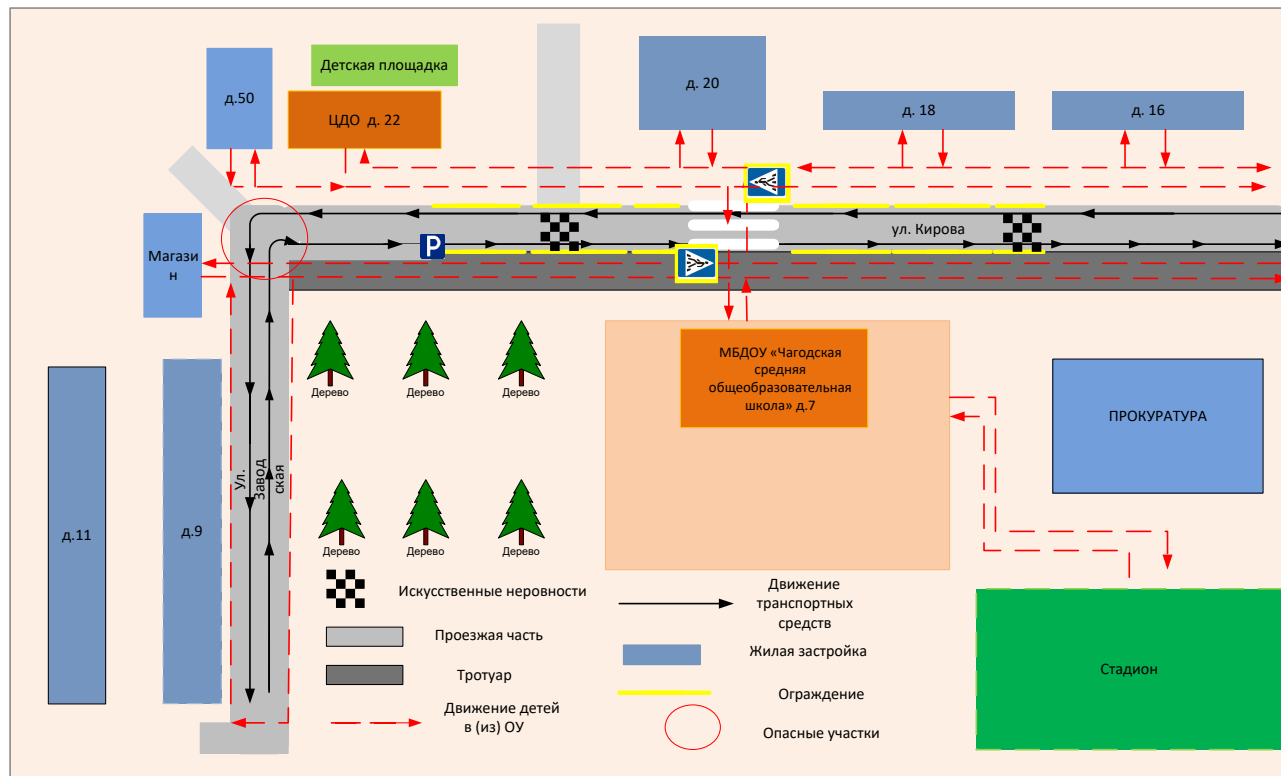 Детская площадка
д.50
ЦДО д. 22
д. 20
д. 18
д. 16
ул. Кирова
P
Магази
н
МБДОУ «Чагодская
средняя
общеобразовательная
школа» д.7
ПРОКУРАТУРА
Дерево
Дерево
Дерево
Ул.
Завод
ская
д.11
д.9
Дерево
Дерево
Дерево
Искусственные неровности
Проезжая часть
Тротуар
Движение детей
в (из) ОУ
Движение
транспортных
средств
Жилая застройка
Ограждение
Опасные участки
Стадион